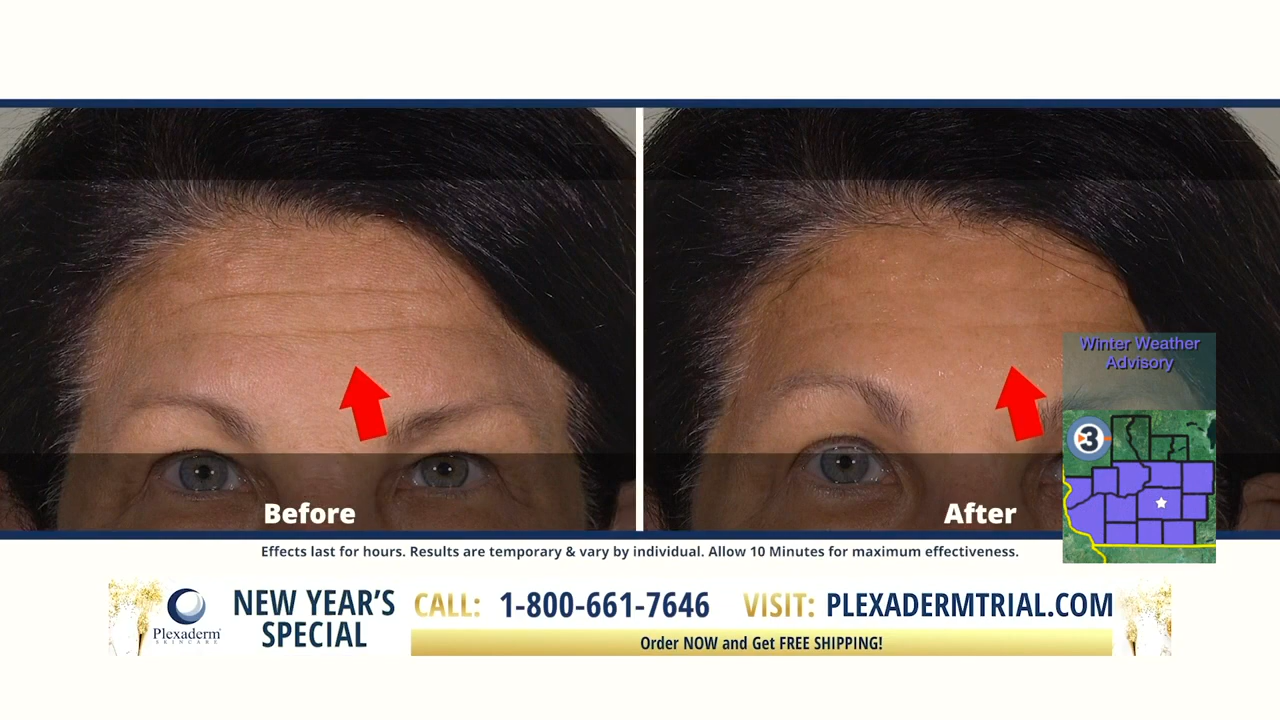 Winter Weather
Advisory
3
Before
After
Effects last for hours. Results are temporary & vary by individual. Allow 10 Minutes for maximum effectiveness.
Plexaderm
SKINCARE
NEW YEAR'S
SPECIAL
CALL: 1-800-661-7646
VISIT: PLEXADERMTRIAL.COM
Order NOW and Get FREE SHIPPING!